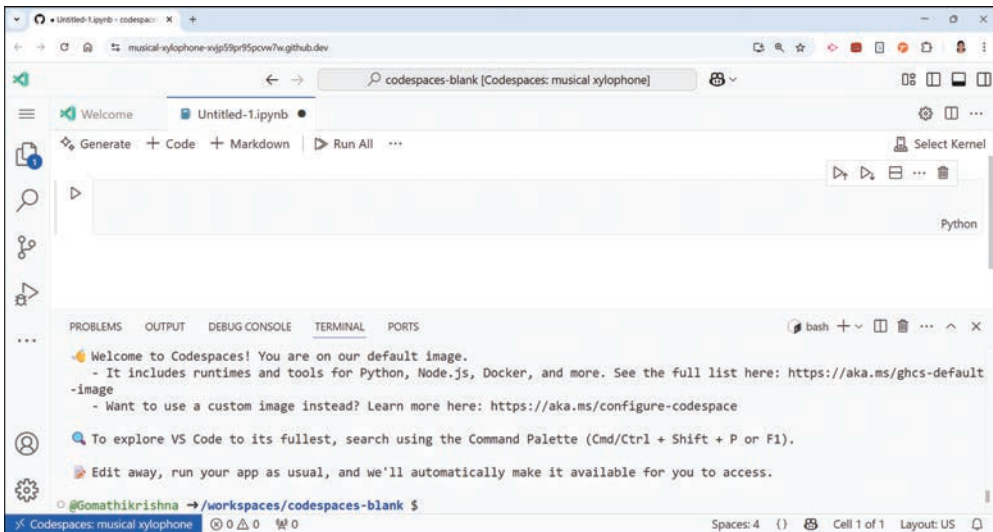 Untitled-1.ipynb - codespac
musical-xylophone-xvjp59pr95pcvw7w.github.dev
codespaces-blank [Codespaces: musical xylophone]
Welcome
Untitled-1.ipynb
Generate + Code + Markdown Run All ...
Select Kernel
1
Python
PROBLEMS OUTPUT DEBUG CONSOLE TERMINAL PORTS
bash
Welcome to Codespaces! You are on our default image.
- It includes runtimes and tools for Python, Node.js, Docker, and more. See the full list here: https://aka.ms/ghcs-default
-image
- Want to use a custom image instead? Learn more here: https://aka.ms/configure-codespace
To explore VS Code to its fullest, search using the Command Palette (Cmd/Ctrl + Shift + P or F1).
Edit away, run your app as usual, and we'll automatically make it available for you to access.
@Gomathikrishna → /workspaces/codespaces-blank $
Codespaces: musical xylophone 0 0 0
Spaces: 4 {} Cell 1 of 1 Layout: US